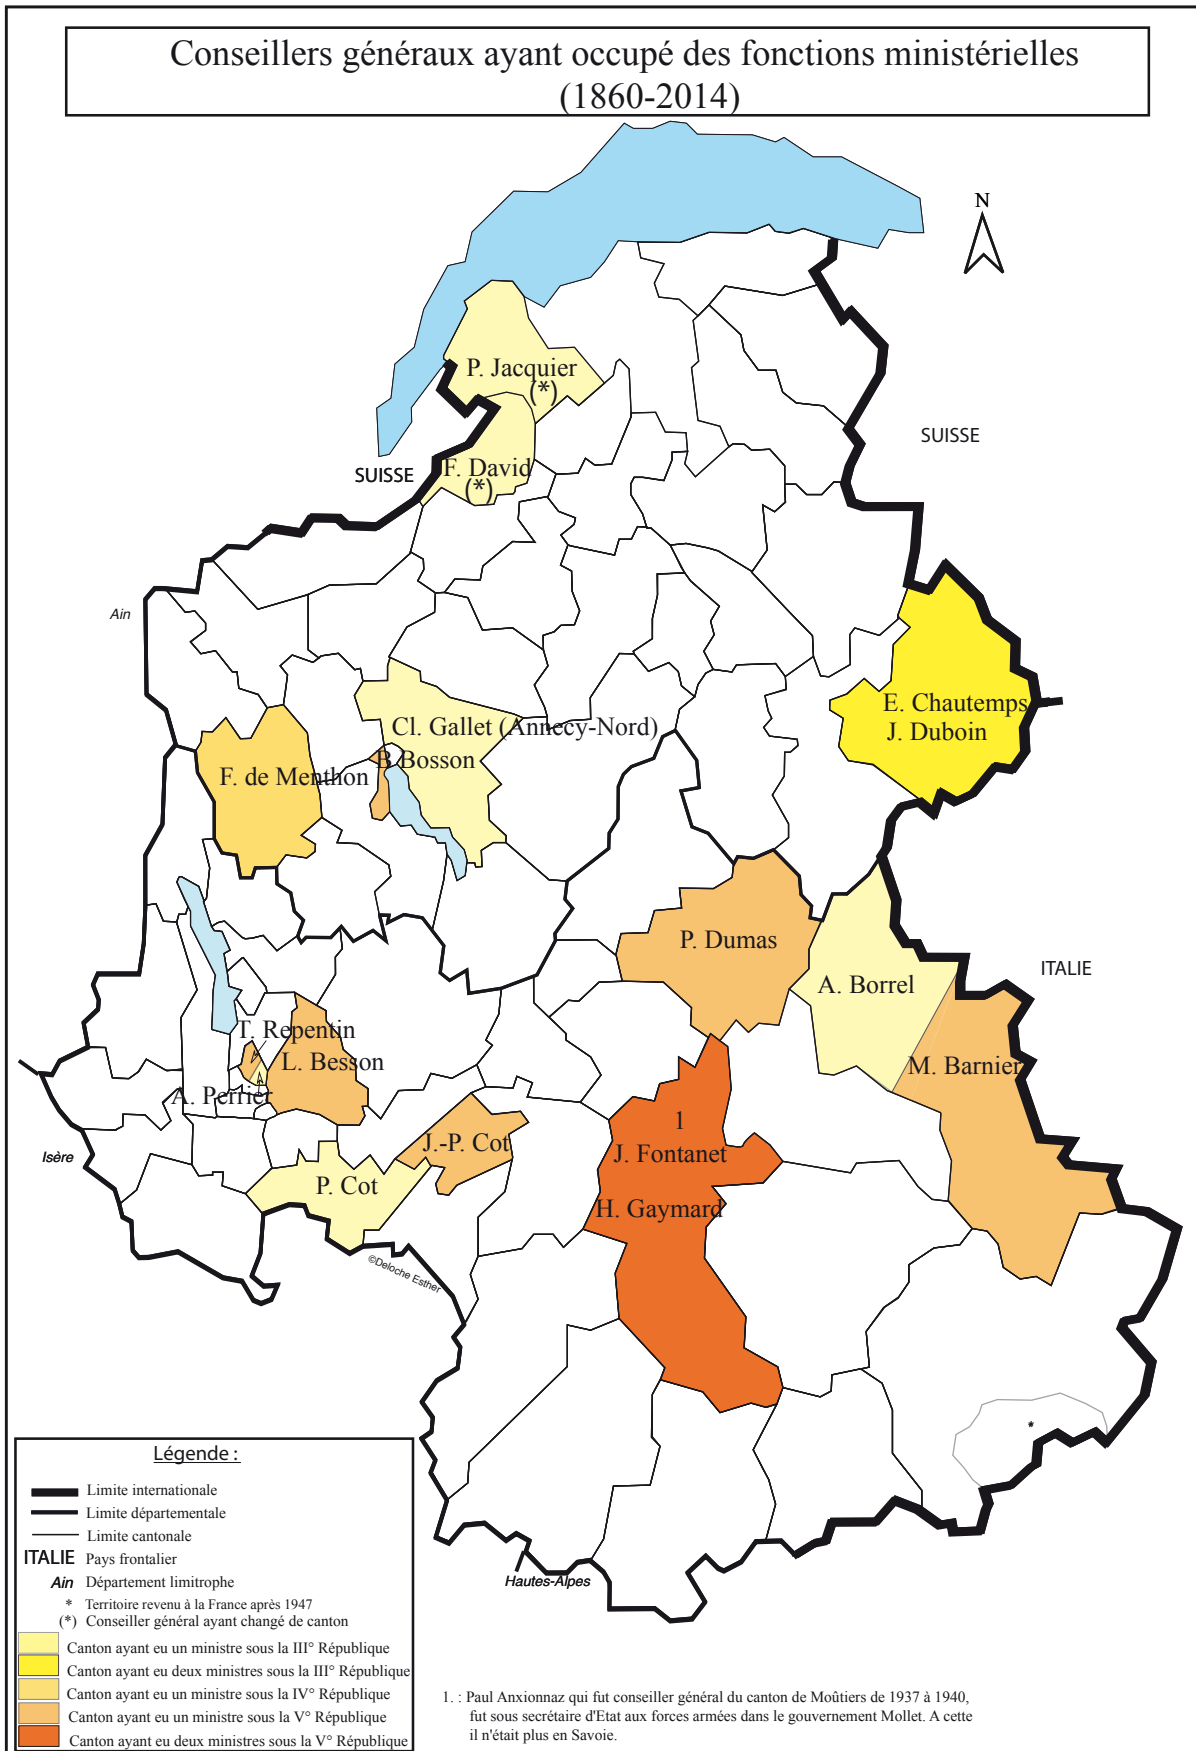 Conseillers généraux ayant occupé des fonctions ministérielles
(1860-2014)
N
P. Jacquier
(*)
SUISSE
SUISSE
F. David
(*)
Ain
E. Chautemps
J. Duboin
Cl. Gallet (Annecy-Nord)
B Bosson
F. de Menthon
P. Dumas
ITALIE
A. Borrel
T. Repentin
L. Besson
M. Barnier
A. Perrier
1
J.-P. Cot
J. Fontanet
Isère
P. Cot
H. Gaymard
©Deloche Esther
*
Hautes-Alpes
Légende :
Limite internationale
Limite départementale
Limite cantonale
ITALIE Pays frontalier
Ain Département limitrophe
* Territoire revenu à la France après 1947
(*) Conseiller général ayant changé de canton
Canton ayant eu un ministre sous la III° République
Canton ayant eu deux ministres sous la III° République
Canton ayant eu un ministre sous la IV° République
Canton ayant eu un ministre sous la V° République
Canton ayant eu deux ministres sous la V° République
1. : Paul Anxionnaz qui fut conseiller général du canton de Moûtiers de 1937 à 1940,
fut sous secrétaire d'Etat aux forces armées dans le gouvernement Mollet. A cette
il n'était plus en Savoie.